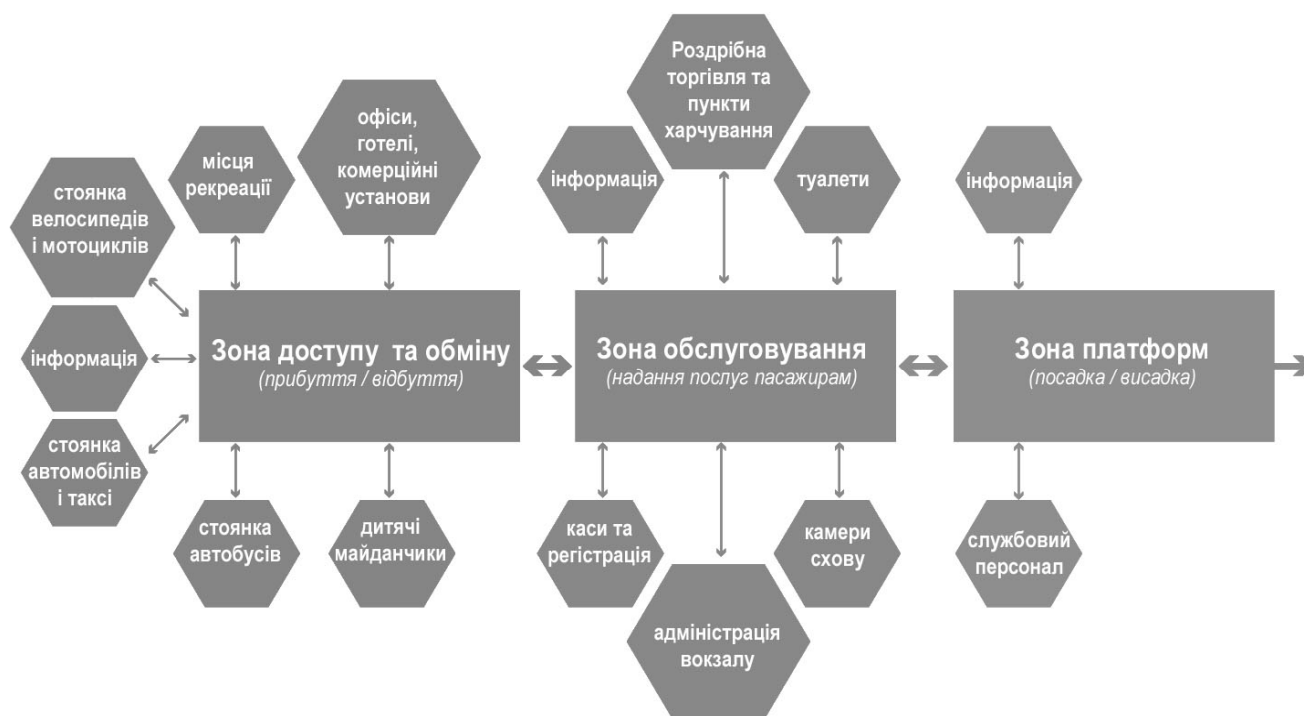 Роздрібна
торгівля та
пункти
харчування
офіси,
готелі,
комерційні
установи
місця
рекреації
інформація
туалети
інформація
стоянка
велосипедів
і мотоциклів
інформація
стоянка
автомобілів
і таксі
Зона доступу та обміну
(прибуття / відбуття)
Зона обслуговування
(надання послуг пасажирам)
Зона платформ
(посадка / висадка)
стоянка
автобусів
дитячі
майданчики
каси та
регістрація
адміністрація
вокзалу
камери
схову
службовий
персонал